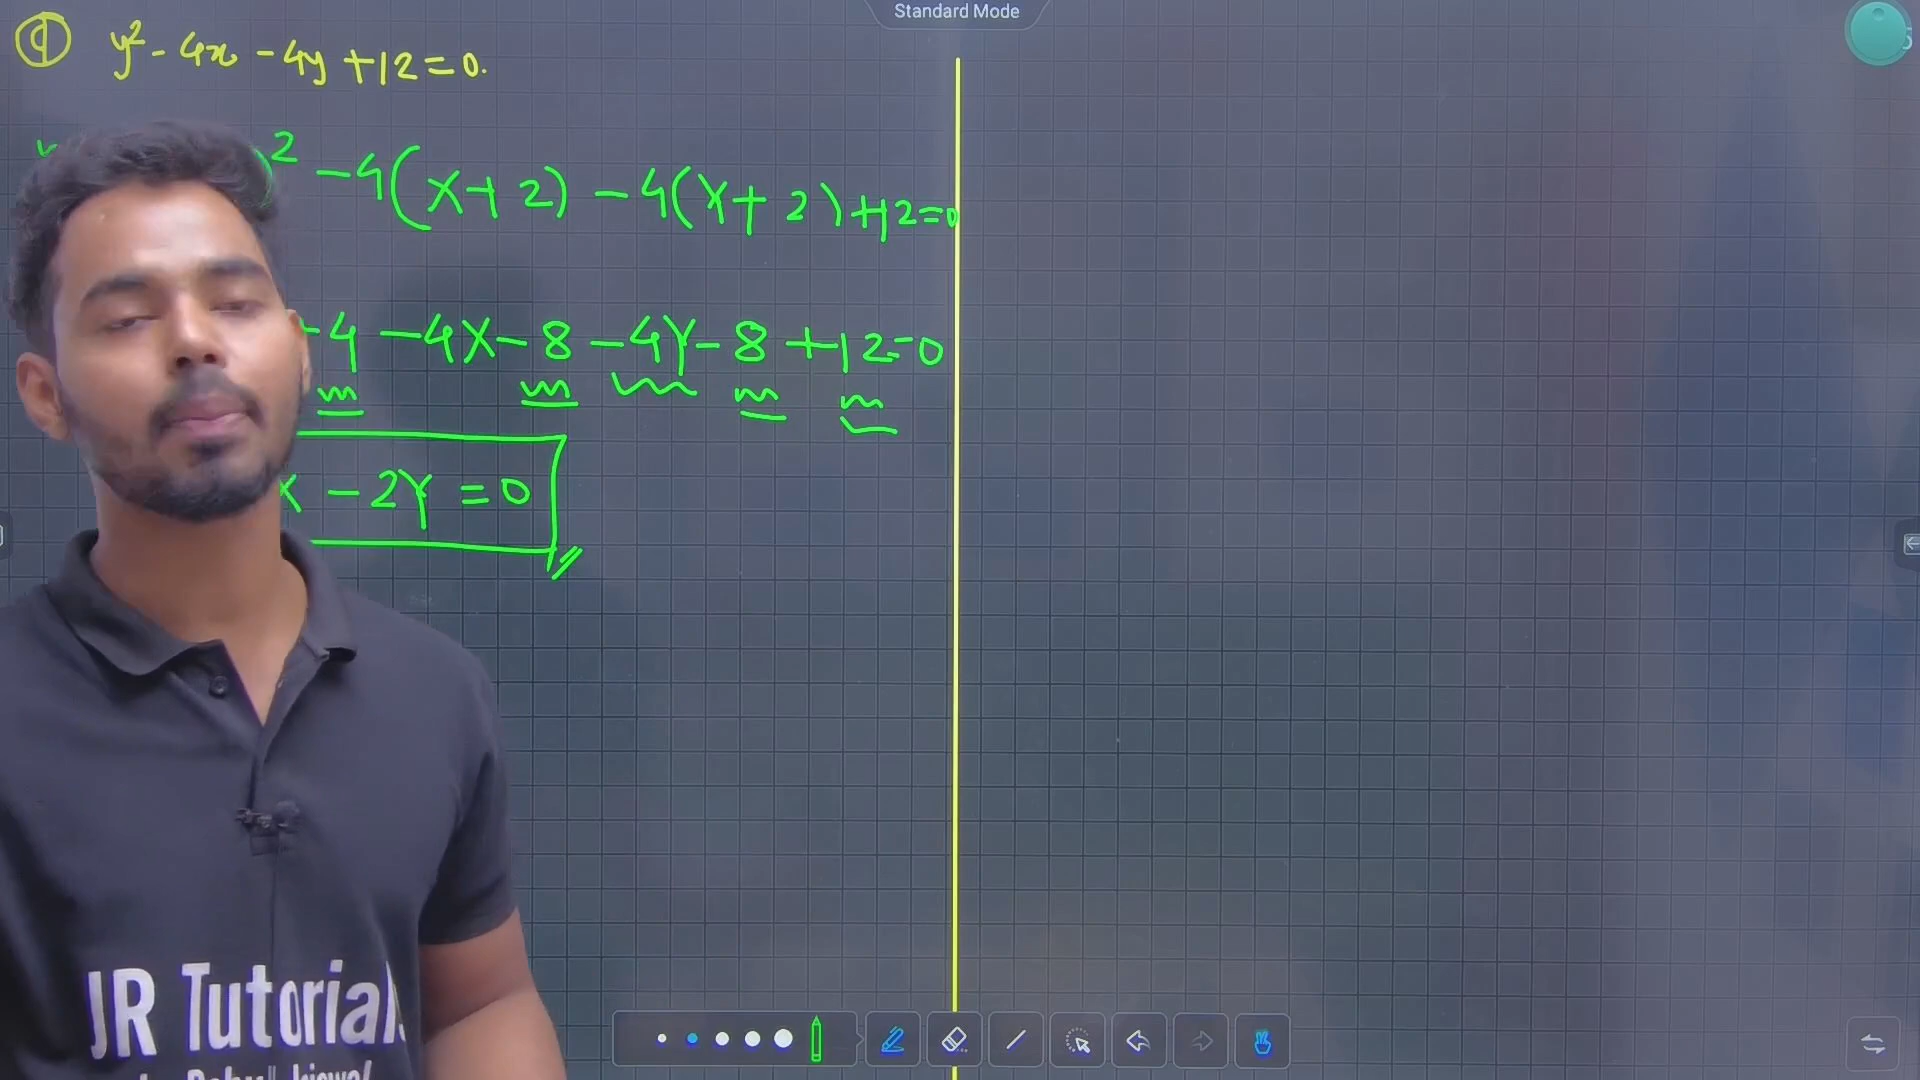 Standard Mode
① y² - 4x - 4y + 12 = 0.
² - 4(X + 2) - 4(Y + 2) + 12 = 0
- 4 - 4X - 8 - 4Y - 8 + 12 = 0
X - 2Y = 0
JR Tutorial